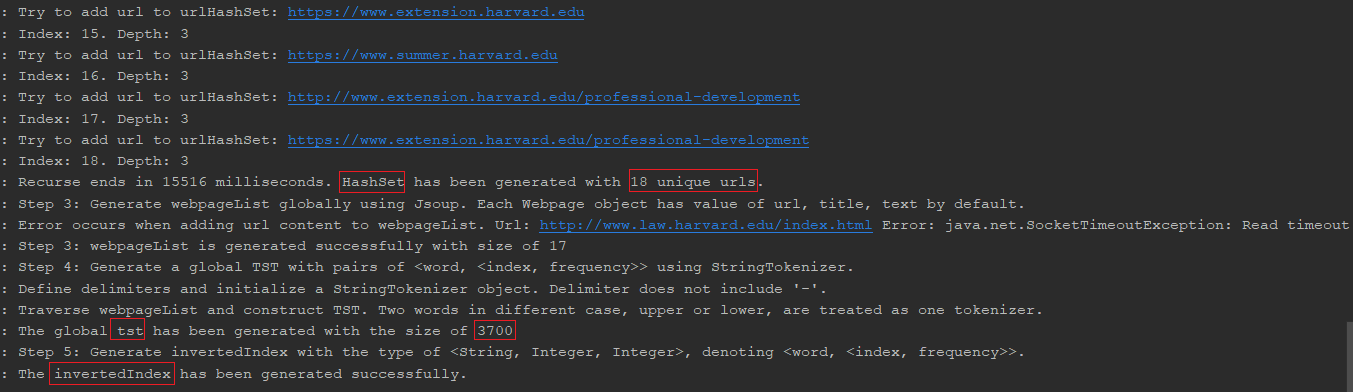 : Try to add url to urlHashSet: https://www.extension.harvard.edu
: Index: 15. Depth: 3
: Try to add url to urlHashSet: https://www.summer.harvard.edu
: Index: 16. Depth: 3
: Try to add url to urlHashSet: http://www.extension.harvard.edu/professional-development
: Index: 17. Depth: 3
: Try to add url to urlHashSet: https://www.extension.harvard.edu/professional-development
: Index: 18. Depth: 3
: Recurse ends in 15516 milliseconds. HashSet has been generated with 18 unique urls.
: Step 3: Generate webpageList globally using Jsoup. Each Webpage object has value of url, title, text by default.
: Error occurs when adding url content to webpageList. Url: http://www.law.harvard.edu/index.html Error: java.net.SocketTimeoutException: Read timeout
: Step 3: webpageList is generated successfully with size of 17
: Step 4: Generate a global TST with pairs of <word, <index, frequency>> using StringTokenizer.
: Define delimiters and initialize a StringTokenizer object. Delimiter does not include '-'.
: Traverse webpageList and construct TST. Two words in different case, upper or lower, are treated as one tokenizer.
: The global tst has been generated with the size of 3700
: Step 5: Generate invertedIndex with the type of <String, Integer, Integer>, denoting <word, <index, frequency>>.
: The invertedIndex has been generated successfully.